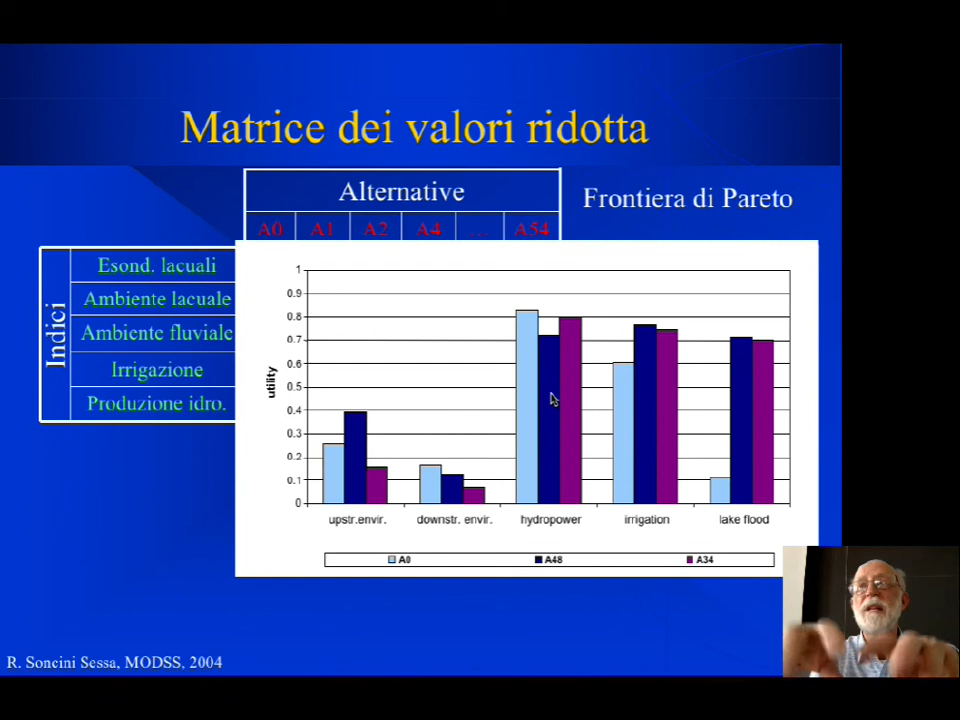 Matrice dei valori ridotta
Alternative
Frontiera di Pareto
A0 A1 A2 A4 ... A54
Indici
Esond. lacuali
Ambiente lacuale
Ambiente fluviale
Irrigazione
Produzione idro.
1
0.9
0.8
0.7
0.6
0.5
0.4
0.3
0.2
0.1
0
utility
upstr.envir. downstr. envir. hydropower irrigation lake flood
A0 A48 A34
R. Soncini Sessa, MODSS, 2004